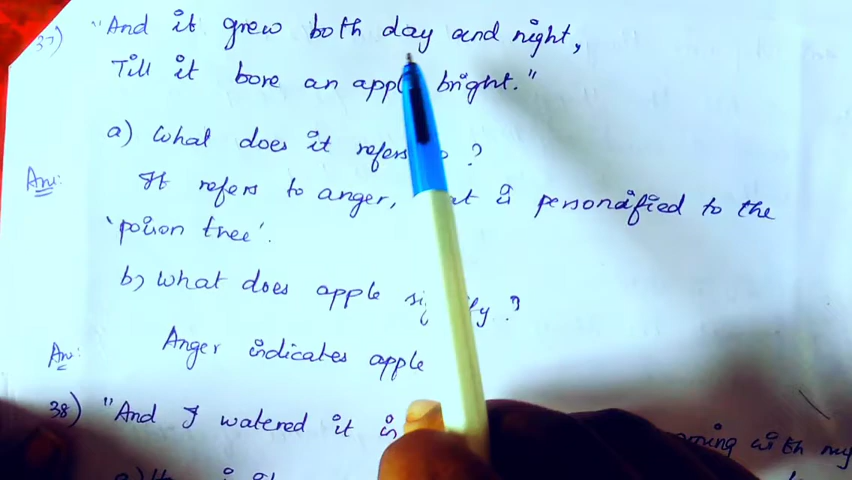 37) "And it grew both day and night,
Till it bore an apple bright."
a) What does it refers ?
Ans: It refers to anger, is personified to the
'poison tree'.
b) What does apple signify ?
Ans: Anger indicates apple
38) "And I watered it in with my